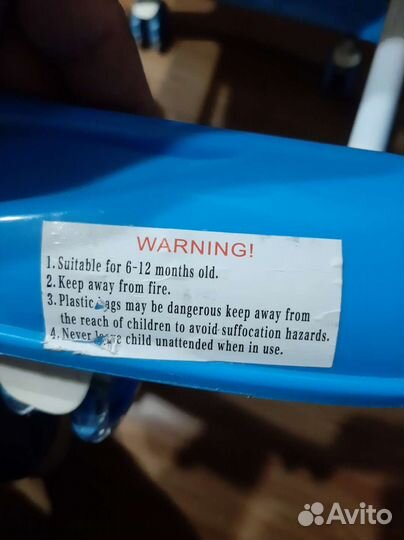 WARNING!
1. Suitable for 6-12 months old.
2. Keep away from fire.
3. Plastic ags may be dangerous keep away from
the reach of children to avoid suffocation hazards.
4. Never child unattended when in use.
Avito